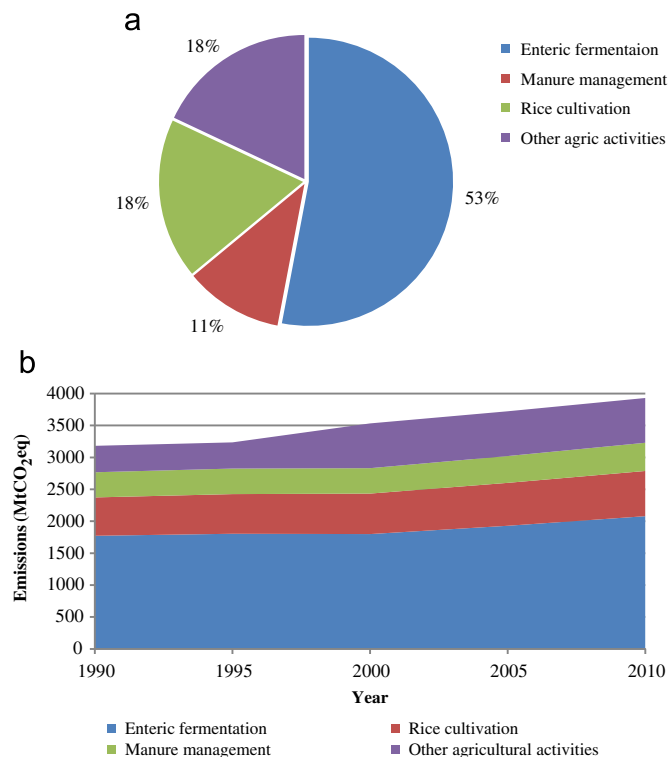 a
18%
Enteric fermentaion
Manure management
Rice cultivation
Other agric activities
18%
53%
11%
b
4000
3500
3000
2500
2000
1500
1000
500
0
Emissions (MtCO₂eq)
1990 1995 2000 2005 2010
Year
Enteric fermentation Rice cultivation
Manure management Other agricultural activities